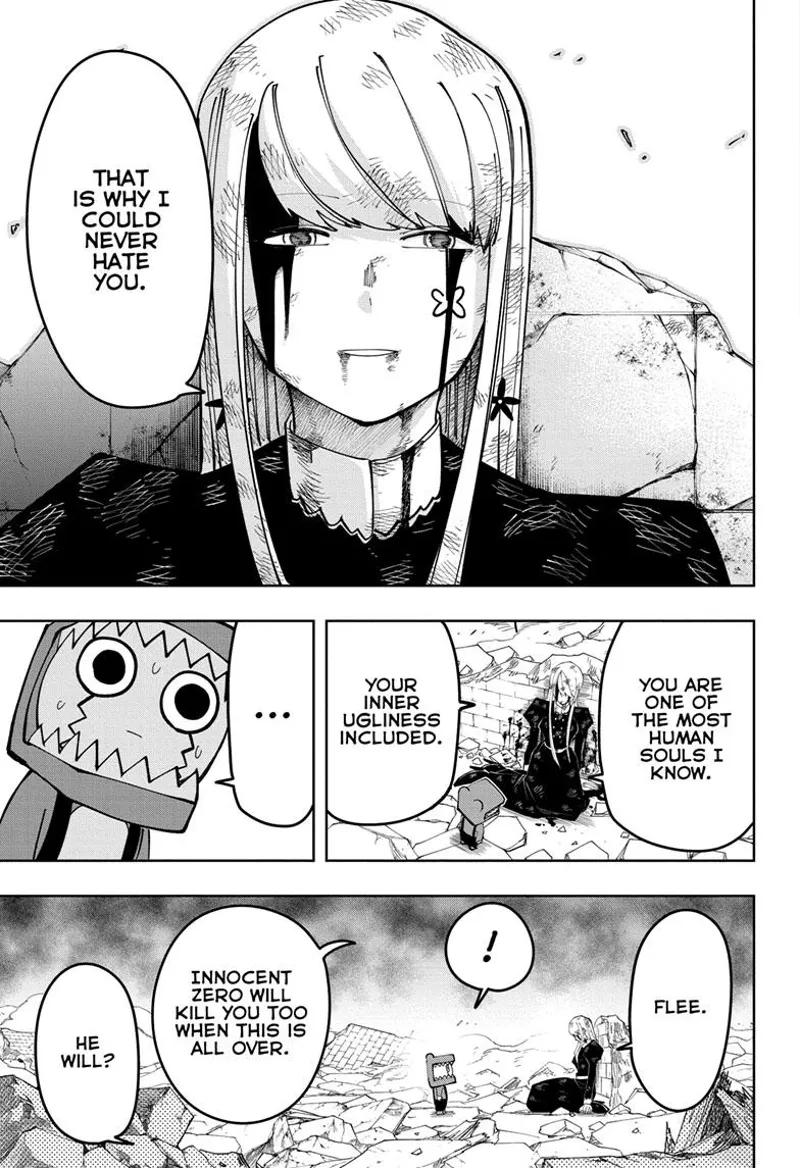 THAT
IS WHY I
COULD
NEVER
HATE
YOU.
YOU ARE
ONE OF
THE MOST
HUMAN
SOULS I
KNOW.
YOUR
INNER
UGLINESS
INCLUDED.
...
FLEE.
!
INNOCENT
ZERO WILL
KILL YOU TOO
WHEN THIS IS
ALL OVER.
HE
WILL?